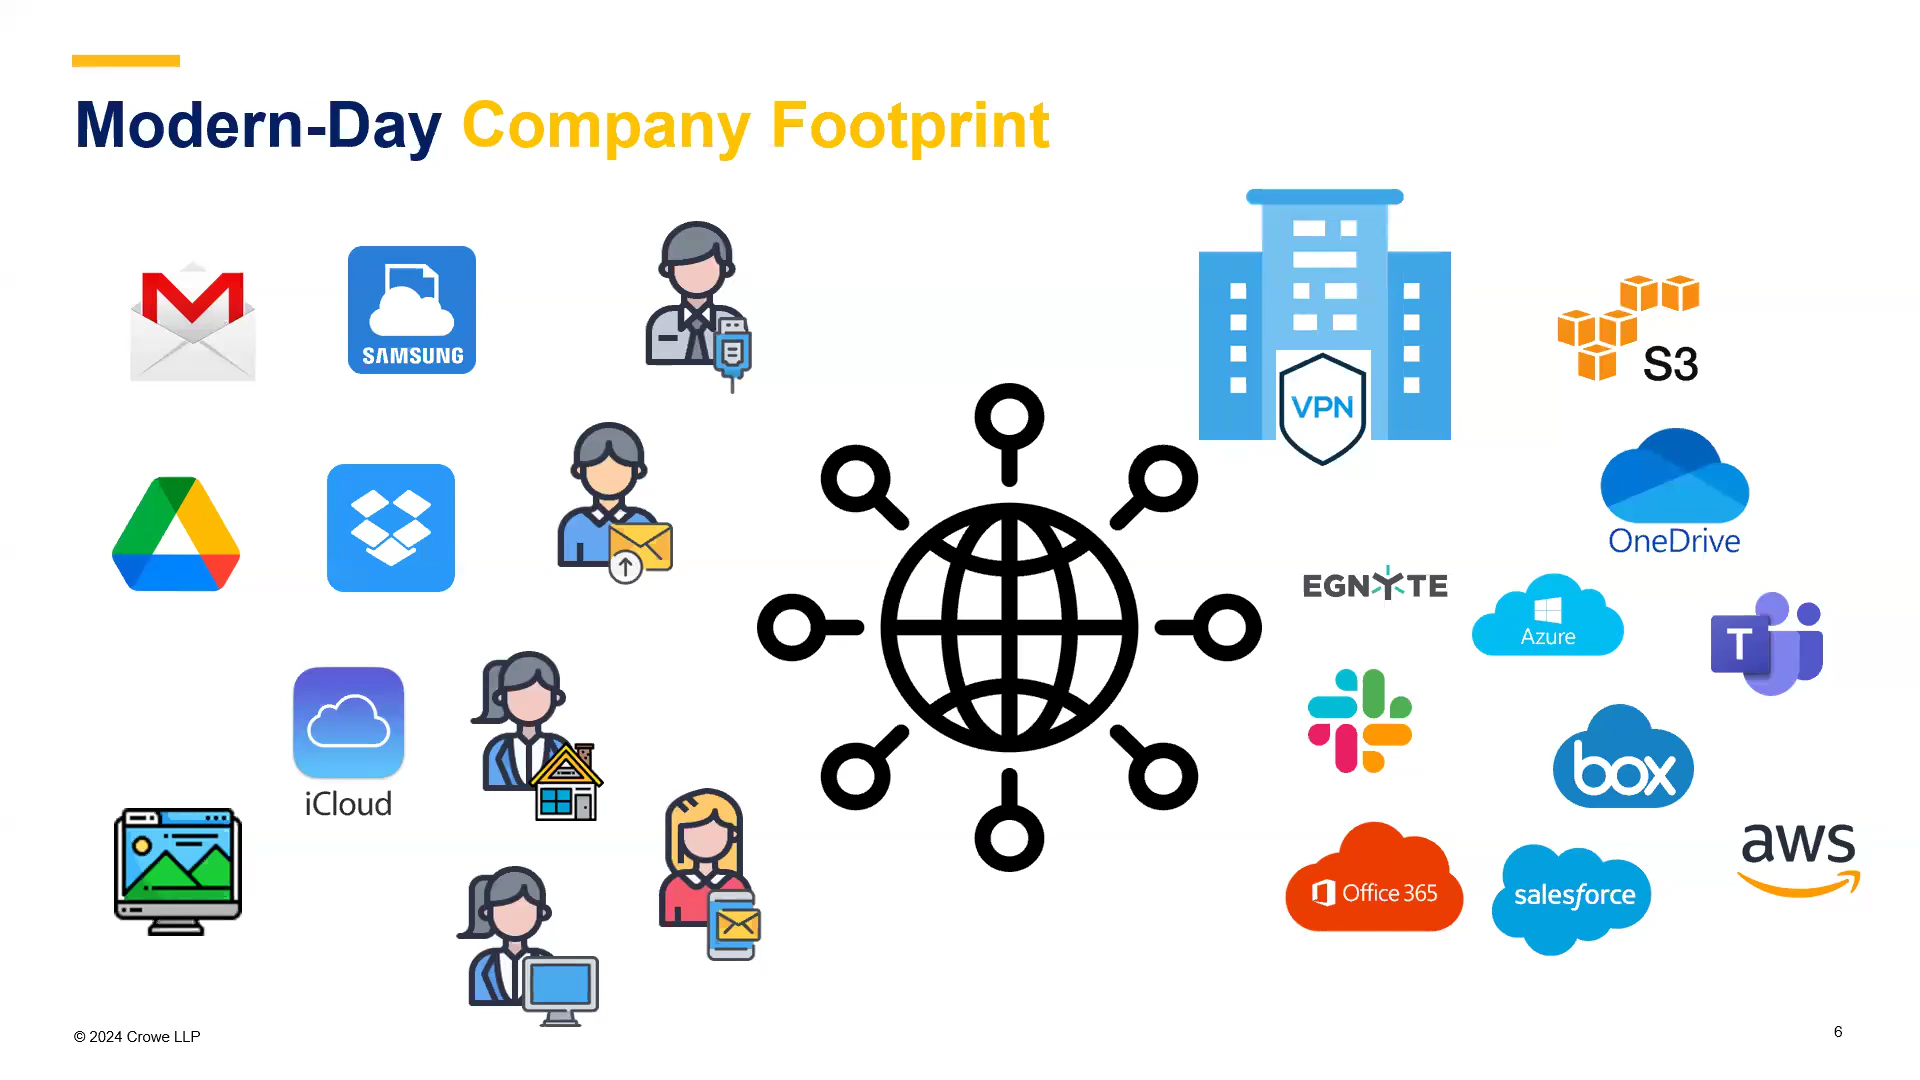 Modern-Day Company Footprint
SAMSUNG
VPN
S3
OneDrive
EGNYTE
Azure
T
iCloud
box
aws
Office 365
salesforce
© 2024 Crowe LLP
6